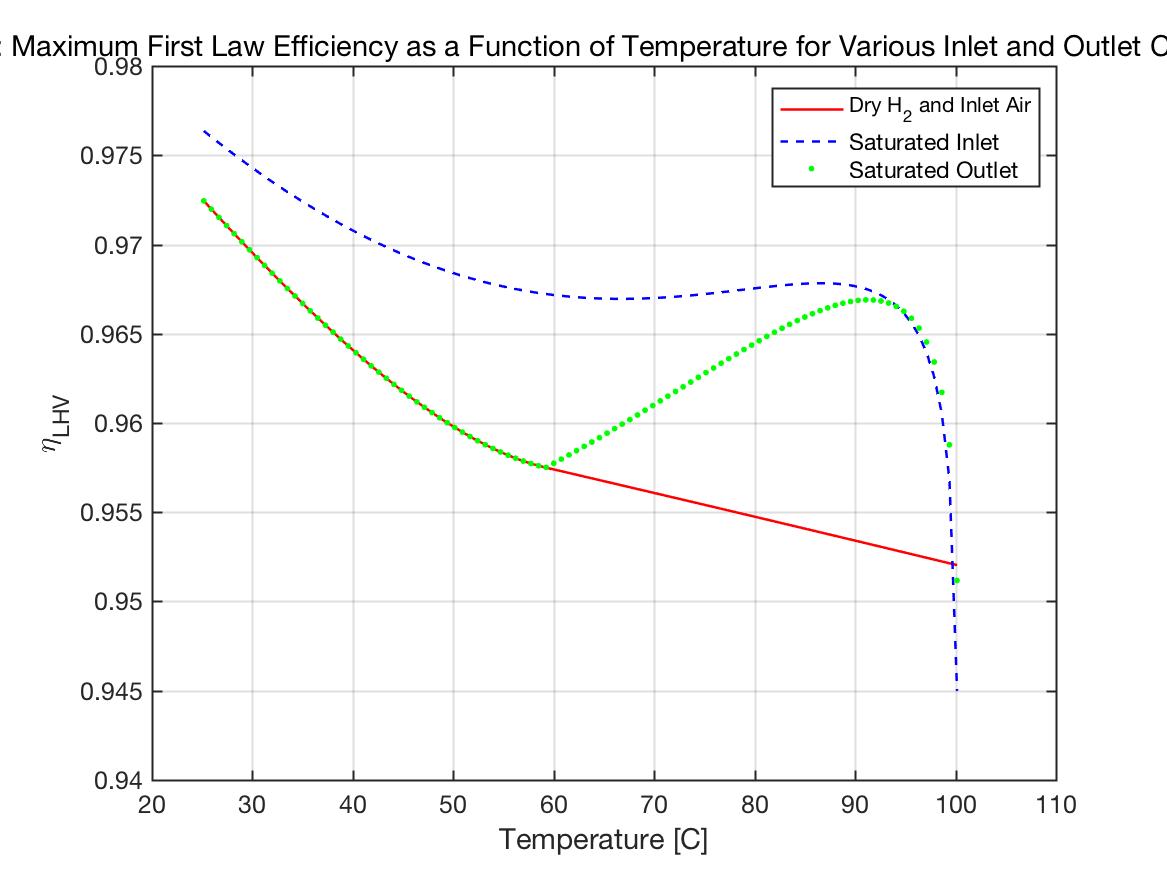 : Maximum First Law Efficiency as a Function of Temperature for Various Inlet and Outlet
0.98
0.975
0.97
0.965
0.96
0.955
0.95
0.945
0.94
η_LHV
Dry H₂ and Inlet Air
Saturated Inlet
Saturated Outlet
20 30 40 50 60 70 80 90 100 110
Temperature [C]